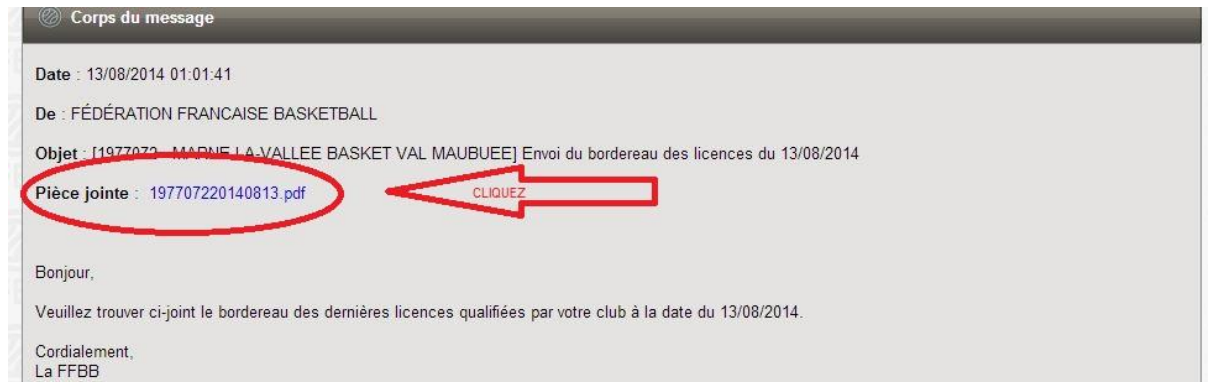 Corps du message
Date : 13/08/2014 01:01:41
De : FÉDÉRATION FRANCAISE BASKETBALL
Objet : [1977072 - MARNE LA-VALLEE BASKET VAL MAUBUEE] Envoi du bordereau des licences du 13/08/2014
Pièce jointe : 197707220140813.pdf
CLIQUEZ
Bonjour,
Veuillez trouver ci-joint le bordereau des dernières licences qualifiées par votre club à la date du 13/08/2014.
Cordialement,
La FFBB